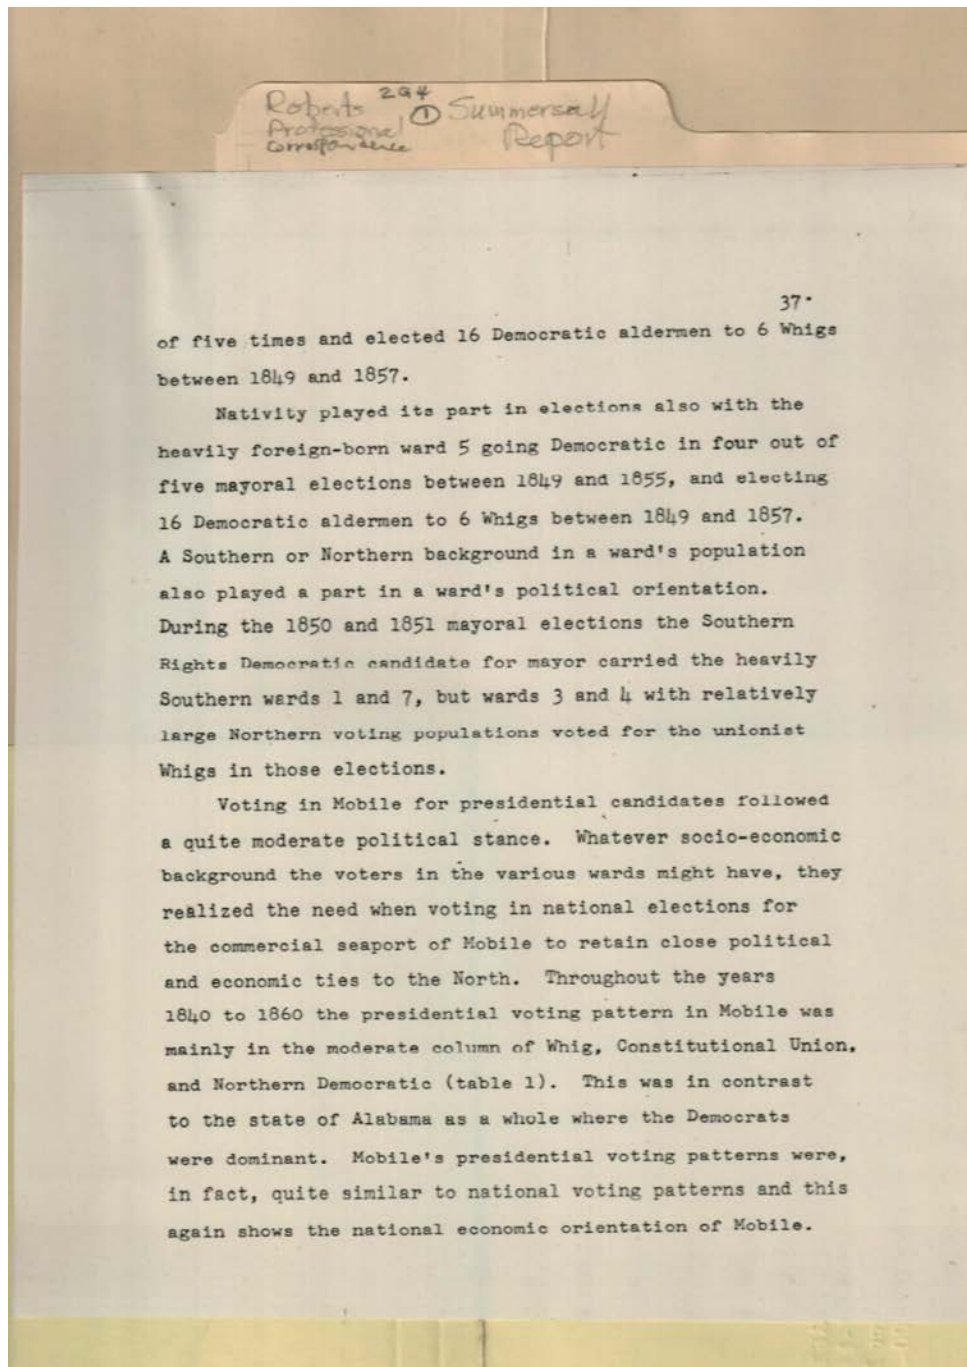 Roberts 294 ① Summersall
Professional Report
Correspondence
37.
of five times and elected 16 Democratic aldermen to 6 Whigs
between 1849 and 1857.
Nativity played its part in elections also with the
heavily foreign-born ward 5 going Democratic in four out of
five mayoral elections between 1849 and 1855, and electing
16 Democratic aldermen to 6 Whigs between 1849 and 1857.
A Southern or Northern background in a ward's population
also played a part in a ward's political orientation.
During the 1850 and 1851 mayoral elections the Southern
Rights Democratic candidate for mayor carried the heavily
Southern wards 1 and 7, but wards 3 and 4 with relatively
large Northern voting populations voted for the unionist
Whigs in those elections.
Voting in Mobile for presidential candidates followed
a quite moderate political stance. Whatever socio-economic
background the voters in the various wards might have, they
realized the need when voting in national elections for
the commercial seaport of Mobile to retain close political
and economic ties to the North. Throughout the years
1840 to 1860 the presidential voting pattern in Mobile was
mainly in the moderate column of Whig, Constitutional Union,
and Northern Democratic (table 1). This was in contrast
to the state of Alabama as a whole where the Democrats
were dominant. Mobile's presidential voting patterns were,
in fact, quite similar to national voting patterns and this
again shows the national economic orientation of Mobile.